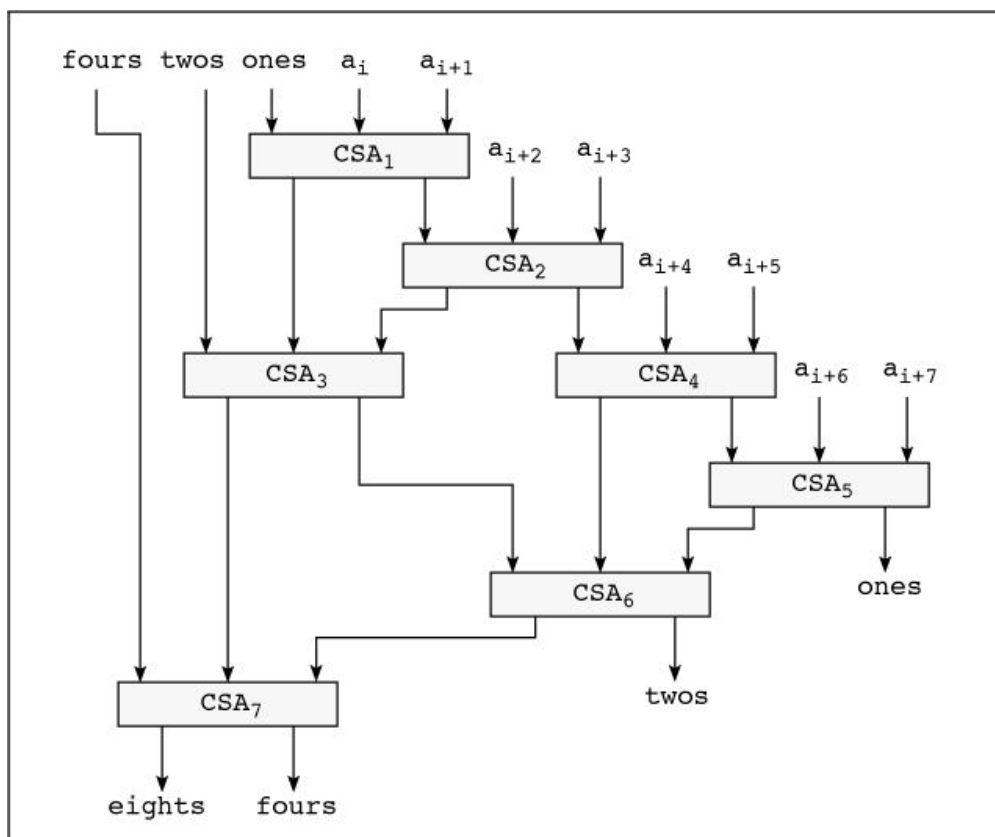 fours twos ones a_i a_{i+1}
CSA_1
a_{i+2} a_{i+3}
CSA_2
a_{i+4} a_{i+5}
CSA_3 CSA_4
a_{i+6} a_{i+7}
CSA_5
CSA_6
ones
twos
CSA_7
eights fours